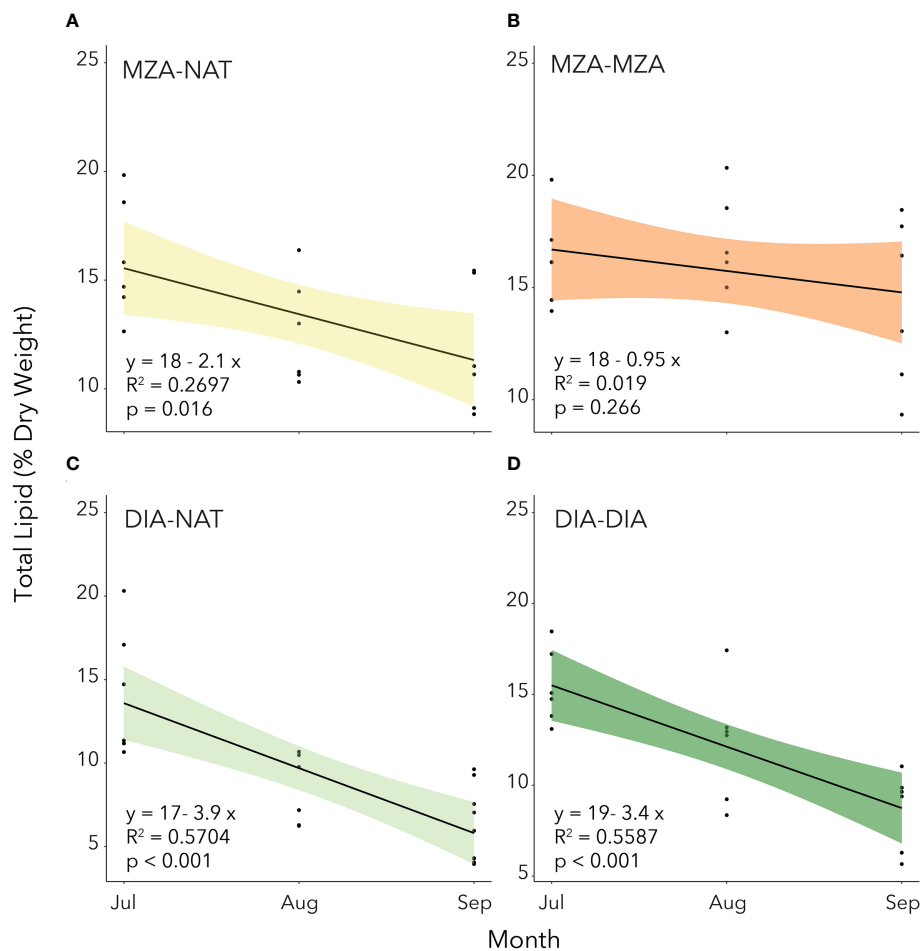 A
MZA-NAT
25
20
15
10
y = 18 - 2.1 x
R² = 0.2697
p = 0.016
B
MZA-MZA
25
20
15
10
y = 18 - 0.95 x
R² = 0.019
p = 0.266
Total Lipid (% Dry Weight)
C
DIA-NAT
25
20
15
10
5
y = 17- 3.9 x
R² = 0.5704
p < 0.001
Jul
Aug
Sep
D
DIA-DIA
25
20
15
10
5
y = 19- 3.4 x
R² = 0.5587
p < 0.001
Jul
Aug
Sep
Month